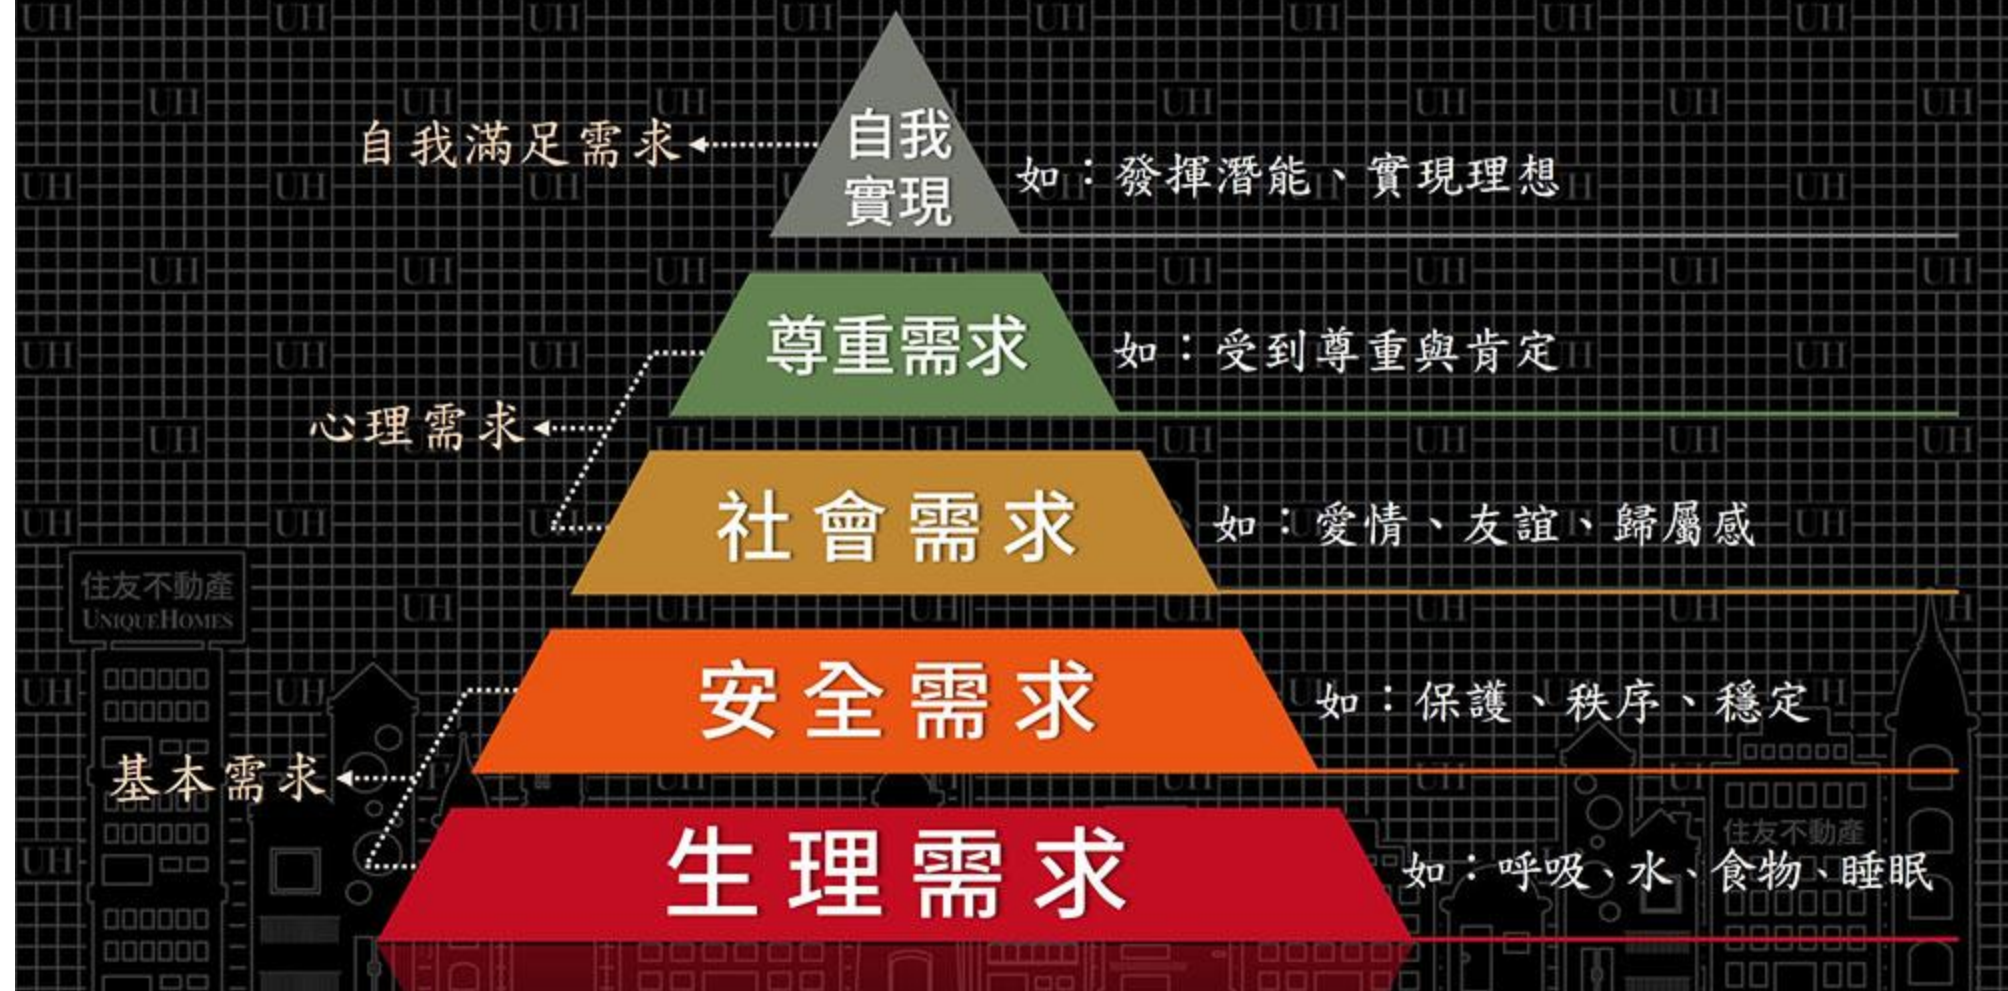 自我滿足需求
自我
實現
如：發揮潛能、實現理想
尊重需求
如：受到尊重與肯定
心理需求
社會需求
如：愛情、友誼、歸屬感
住友不動產
UNIQUEHOMES
安全需求
如：保護、秩序、穩定
基本需求
生理需求
住友不動產
如：呼吸、水、食物、睡眠
UH